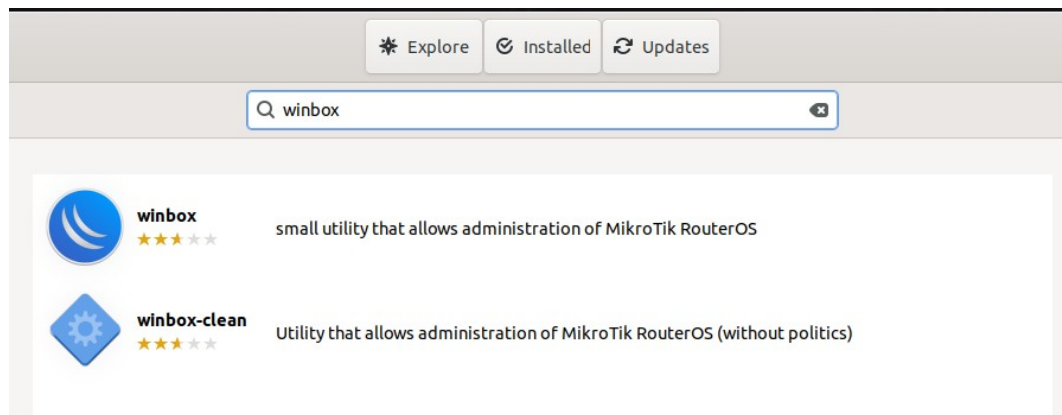 Explore Installed Updates
winbox
winbox
small utility that allows administration of MikroTik RouterOS
winbox-clean
Utility that allows administration of MikroTik RouterOS (without politics)